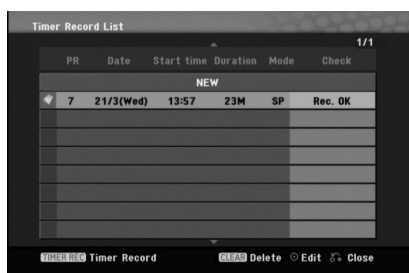 Timer Record List
1/1
PR Date Start time Duration Mode Check
NEW
7 21/3(Wed) 13:57 23M SP Rec. OK
TIMER REC Timer Record CLEAR Delete Edit Close